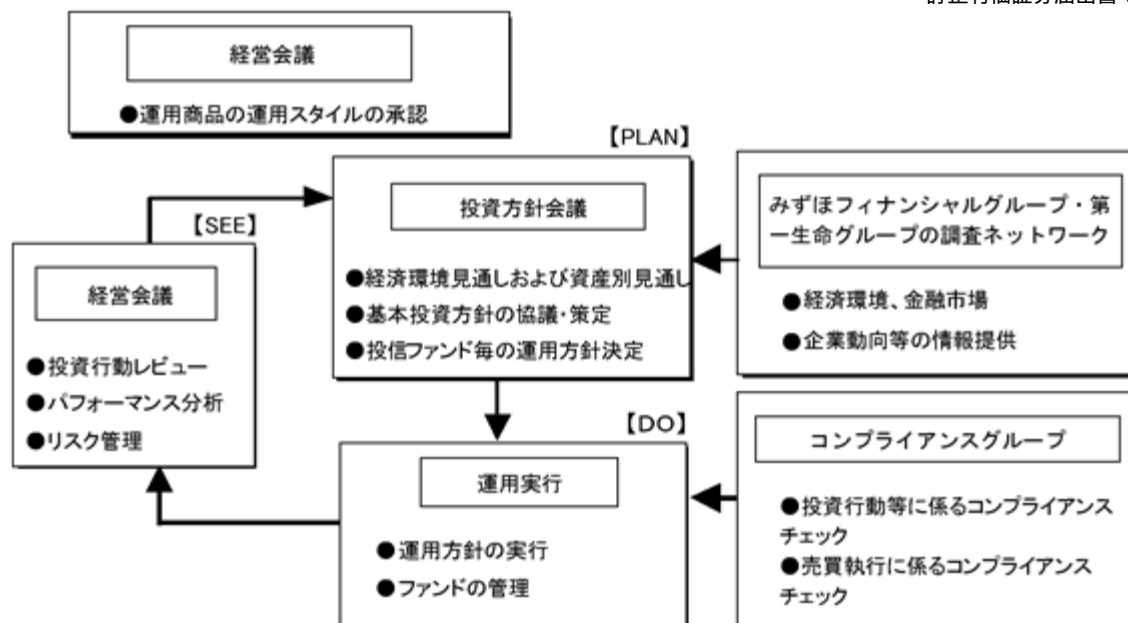 経営会議
●運用商品の運用スタイルの承認
【PLAN】
投資方針会議
●経済環境見通しおよび資産別見通し
●基本投資方針の協議・策定
●投信ファンド毎の運用方針決定
みずほフィナンシャルグループ・第
一生命グループの調査ネットワーク
●経済環境、金融市場
●企業動向等の情報提供
【SEE】
経営会議
●投資行動レビュー
●パフォーマンス分析
●リスク管理
【DO】
運用実行
●運用方針の実行
●ファンドの管理
コンプライアンスグループ
●投資行動等に係るコンプライアンス
チェック
●売買執行に係るコンプライアンス
チェック